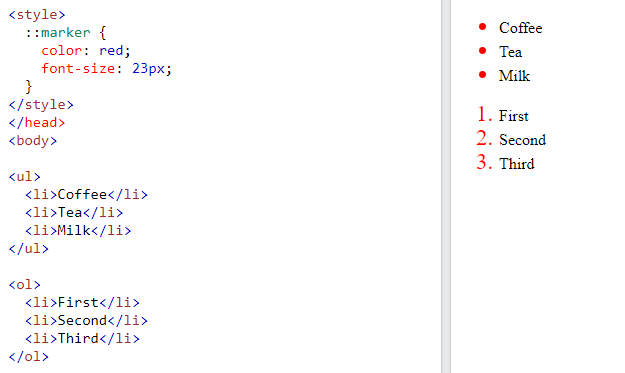 <style>
  ::marker {
    color: red;
    font-size: 23px;
  }
</style>
</head>
<body>

<ul>
  <li>Coffee</li>
  <li>Tea</li>
  <li>Milk</li>
</ul>

<ol>
  <li>First</li>
  <li>Second</li>
  <li>Third</li>
</ol>

• Coffee
• Tea
• Milk
1. First
2. Second
3. Third